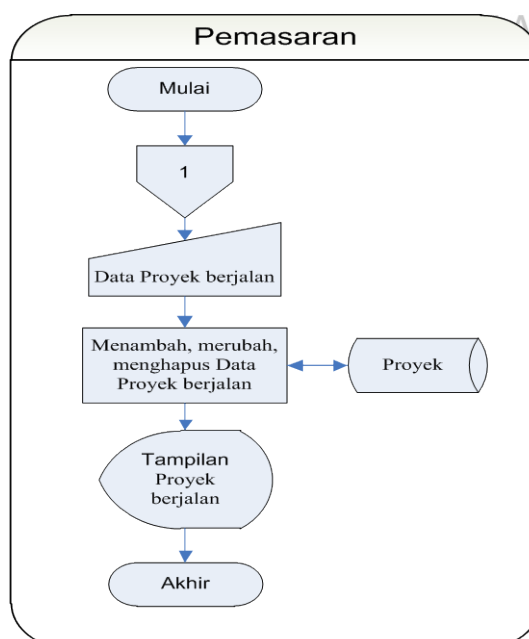 Pemasaran
Mulai
1
Data Proyek berjalan
Menambah, merubah,
menghapus Data
Proyek berjalan
Proyek
Tampilan
Proyek
berjalan
Akhir